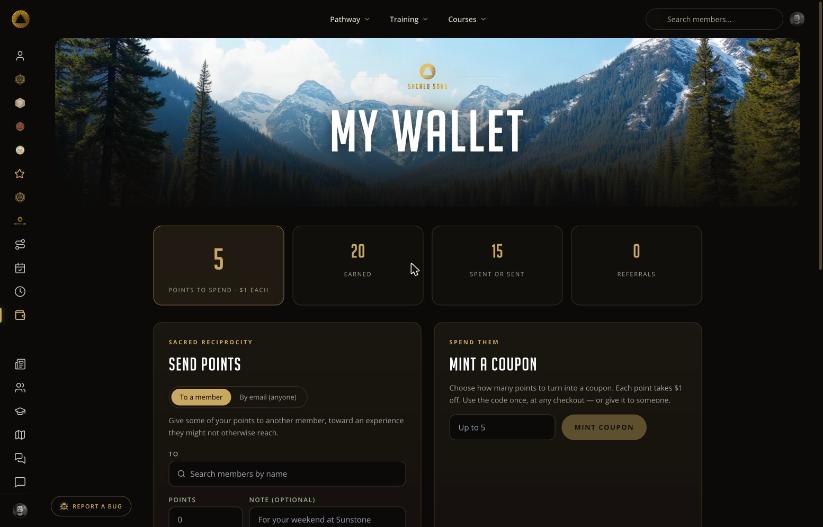 Pathway
Training
Courses
Search members...
SACRED SONS
MY WALLET
5
POINTS TO SPEND · $1 EACH
20
EARNED
15
SPENT OR SENT
0
REFERRALS
SACRED RECIPROCITY
SEND POINTS
To a member
By email (anyone)
Give some of your points to another member, toward an experience
they might not otherwise reach.
TO
Search members by name
POINTS
NOTE (OPTIONAL)
0
For your weekend at Sunstone
SPEND THEM
MINT A COUPON
Choose how many points to turn into a coupon. Each point takes $1
off. Use the code once, at any checkout — or give it to someone.
Up to 5
MINT COUPON
REPORT A BUG